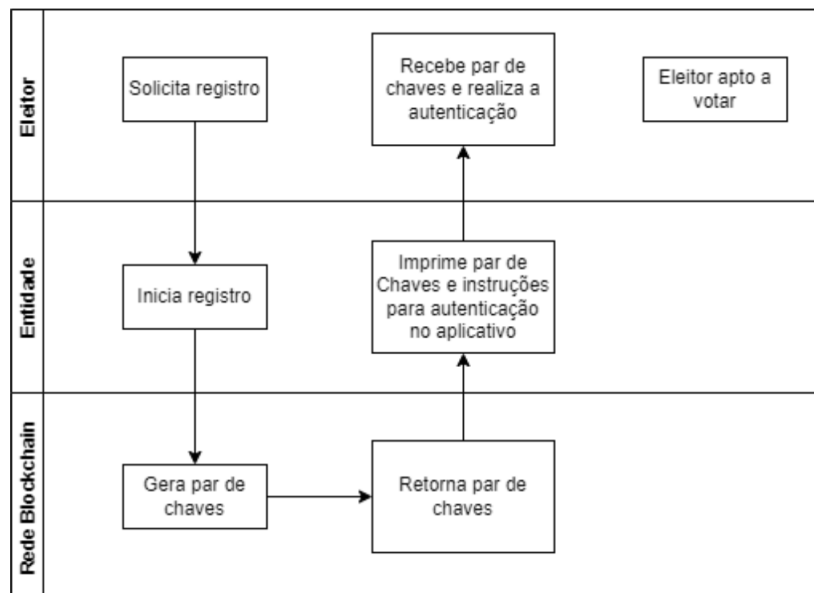 Eleitor
Solicita registro
Recebe par de
chaves e realiza a
autenticação
Eleitor apto a
votar
Entidade
Inicia registro
Imprime par de
Chaves e instruções
para autenticação
no aplicativo
Rede Blockchain
Gera par de
chaves
Retorna par de
chaves